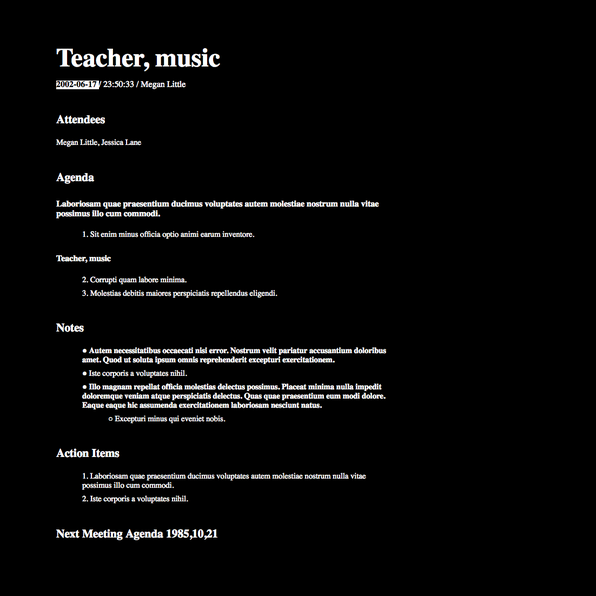 Teacher, music
2002-06-17 / 23:50:33 / Megan Little
Attendees
Megan Little, Jessica Lane
Agenda
Laboriosam quae praesentium ducimus voluptates autem molestiae nostrum nulla vitae
possimus illo cum commodi.
1. Sit enim minus officia optio animi earum inventore.
Teacher, music
2. Corrupti quam labore minima.
3. Molestias debitis maiores perspiciatis repellendus eligendi.
Notes
● Autem necessitatibus occaecati nisi error. Nostrum velit pariatur accusantium doloribus
amet. Quod ut soluta ipsum omnis reprehenderit excepturi exercitationem.
● Iste corporis a voluptates nihil.
● Illo magnam repellat officia molestias delectus possimus. Placeat minima nulla impedit
doloremque veniam atque perspiciatis delectus. Quas quae praesentium eum modi dolore.
Eaque eaque hic assumenda exercitationem laboriosam nesciunt natus.
○ Excepturi minus qui eveniet nobis.
Action Items
1. Laboriosam quae praesentium ducimus voluptates autem molestiae nostrum nulla vitae
possimus illo cum commodi.
2. Iste corporis a voluptates nihil.
Next Meeting Agenda 1985,10,21